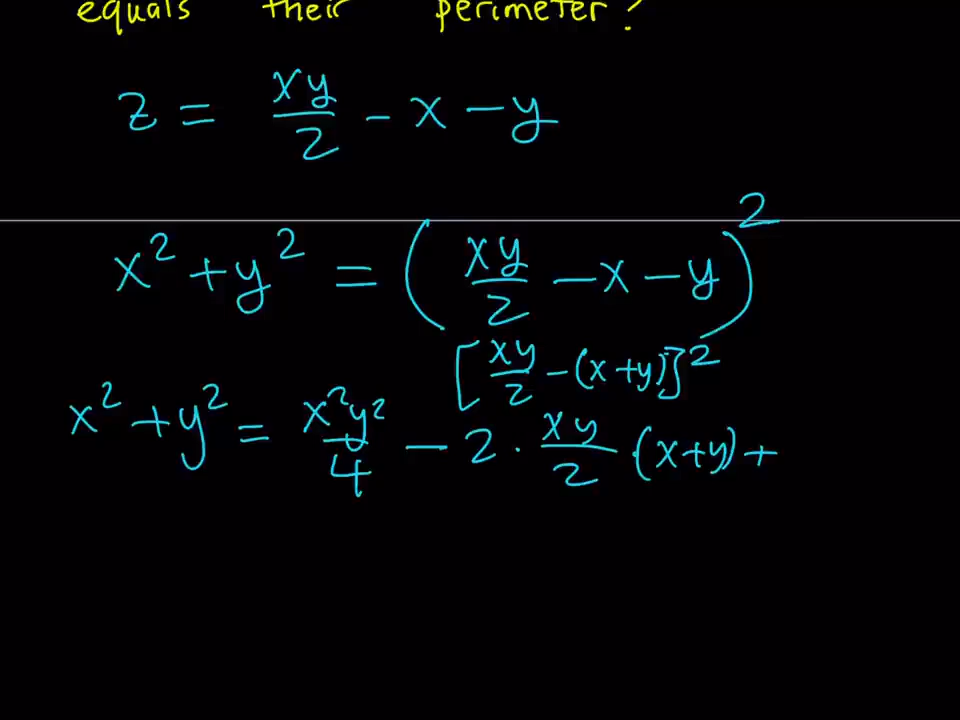 equals their perimeter?
z = xy/2 - x - y
x² + y² = (xy/2 - x - y)²
[xy/2 - (x+y)]²
x² + y² = x²y²/4 - 2 · xy/2 (x+y) +